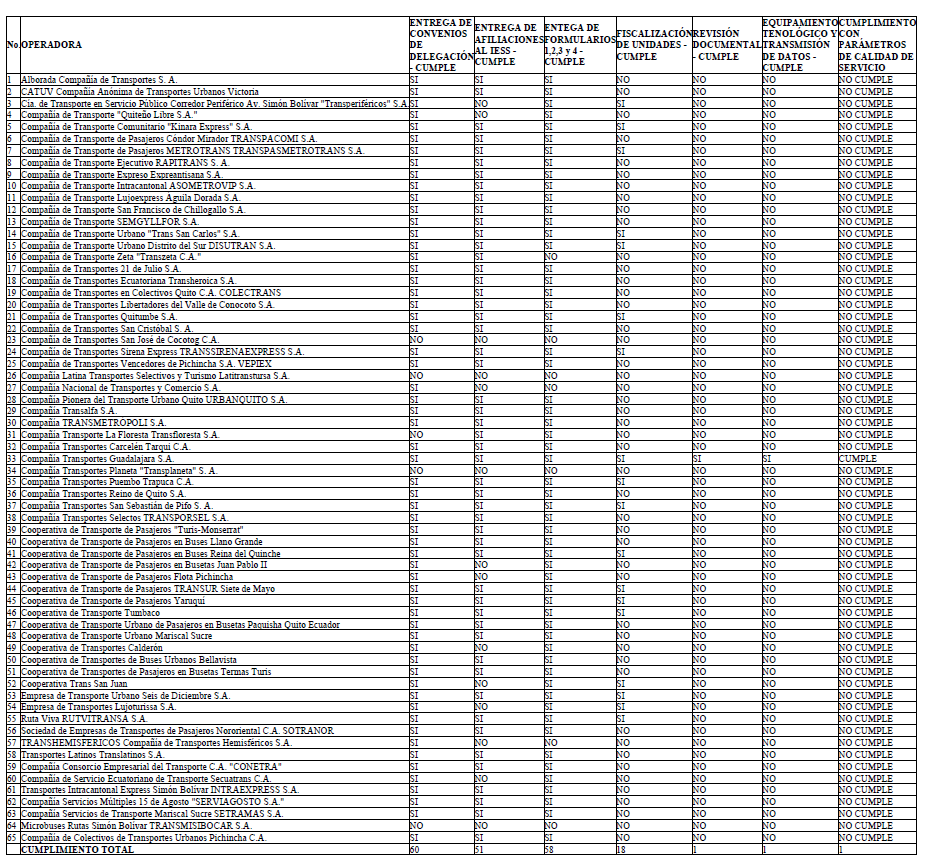 No.
OPERADORA
ENTREGA DE
CONVENIOS
DE
DELEGACIÓN
- CUMPLE
ENTREGA DE
AFILIACIONES
AL IESS -
CUMPLE
ENTEGA DE
FORMULARIOS
1,2,3 y 4 -
CUMPLE
FISCALIZACIÓN
DE UNIDADES -
CUMPLE
REVISIÓN
DOCUMENTAL
- CUMPLE
EQUIPAMIENTO
TENOLÓGICO Y
TRANSMISIÓN
DE DATOS -
CUMPLE
CUMPLIMIENTO
CON
PARÁMETROS
DE CALIDAD DE
SERVICIO
1 Alborada Compañía de Transportes S. A. SI SI SI NO NO NO NO CUMPLE
2 CATUV Compañía Anónima de Transportes Urbanos Victoria SI SI SI NO NO NO NO CUMPLE
3 Cía. de Transporte en Servicio Público Corredor Periférico Av. Simón Bolívar "Transperiféricos" S.A. SI NO SI SI NO NO NO CUMPLE
4 Compañía de Transporte "Quiteño Libre S.A." SI NO SI NO NO NO NO CUMPLE
5 Compañía de Transporte Comunitario "Kinara Express" S.A. SI SI SI SI NO NO NO CUMPLE
6 Compañía de Transporte de Pasajeros Cóndor Mirador TRANSPACOMI S.A. SI SI SI NO NO NO NO CUMPLE
7 Compañía de Transporte de Pasajeros METROTRANS TRANSPASMETROTRANS S.A. SI SI SI SI NO NO NO CUMPLE
8 Compañía de Transporte Ejecutivo RAPITRANS S. A. SI SI SI NO NO NO NO CUMPLE
9 Compañía de Transporte Expreso Expreantisana S.A. SI SI SI NO NO NO NO CUMPLE
10 Compañía de Transporte Intracantonal ASOMETROVIP S.A. SI SI SI NO NO NO NO CUMPLE
11 Compañía de Transporte Lujoexpress Aguila Dorada S.A. SI SI SI NO NO NO NO CUMPLE
12 Compañía de Transporte San Francisco de Chillogallo S.A. SI SI SI NO NO NO NO CUMPLE
13 Compañía de Transporte SEMGYLLFOR S.A. SI SI SI NO NO NO NO CUMPLE
14 Compañía de Transporte Urbano "Trans San Carlos" S.A. SI SI SI SI NO NO NO CUMPLE
15 Compañía de Transporte Urbano Distrito del Sur DISUTRAN S.A. SI SI SI SI NO NO NO CUMPLE
16 Compañía de Transporte Zeta "Transzeta C.A." SI SI NO NO NO NO NO CUMPLE
17 Compañía de Transportes 21 de Julio S.A. SI SI SI NO NO NO NO CUMPLE
18 Compañía de Transportes Ecuatoriana Transheroica S.A. SI SI SI NO NO NO NO CUMPLE
19 Compañía de Transportes en Colectivos Quito C.A. COLECTRANS SI SI SI NO NO NO NO CUMPLE
20 Compañía de Transportes Libertadores del Valle de Conocoto S.A. SI SI SI NO NO NO NO CUMPLE
21 Compañía de Transportes Quitumbe S.A. SI SI SI SI NO NO NO CUMPLE
22 Compañía de Transportes San Cristóbal S. A. SI SI SI NO NO NO NO CUMPLE
23 Compañía de Transportes San José de Cocotog C.A. NO NO NO NO NO NO NO CUMPLE
24 Compañía de Transportes Sirena Express TRANSSIRENAEXPRESS S.A. SI SI SI SI NO NO NO CUMPLE
25 Compañía de Transportes Vencedores de Pichincha S.A. VEPIEX SI SI SI NO NO NO NO CUMPLE
26 Compañía Latina Transportes Selectivos y Turismo Latitranstursa S.A. NO NO NO NO NO NO NO CUMPLE
27 Compañía Nacional de Transportes y Comercio S.A. SI NO NO NO NO NO NO CUMPLE
28 Compañía Pionera del Transporte Urbano Quito URBANQUITO S.A. SI SI SI NO NO NO NO CUMPLE
29 Compañía Transalfa S.A. SI SI SI NO NO NO NO CUMPLE
30 Compañía TRANSMETRÓPOLI S.A. SI SI SI NO NO NO NO CUMPLE
31 Compañía Transporte La Floresta Transfloresta S.A. NO SI SI NO NO NO NO CUMPLE
32 Compañía Transportes Carcelén Tarqui C.A. SI SI SI NO NO NO NO CUMPLE
33 Compañía Transportes Guadalajara S.A. SI SI SI SI SI SI CUMPLE
34 Compañía Transportes Planeta "Transplaneta" S. A. NO NO NO NO NO NO NO CUMPLE
35 Compañía Transportes Puembo Trapuca C.A. SI SI SI SI NO NO NO CUMPLE
36 Compañía Transportes Reino de Quito S.A. SI SI SI NO NO NO NO CUMPLE
37 Compañía Transportes San Sebastián de Pifo S. A. SI SI SI SI NO NO NO CUMPLE
38 Compañía Transportes Selectos TRANSPORSEL S.A. SI SI SI NO NO NO NO CUMPLE
39 Cooperativa de Transporte de Pasajeros "Turis-Monserrat" SI SI SI NO NO NO NO CUMPLE
40 Cooperativa de Transporte de Pasajeros en Buses Llano Grande SI SI SI NO NO NO NO CUMPLE
41 Cooperativa de Transporte de Pasajeros en Buses Reina del Quinche SI SI SI SI NO NO NO CUMPLE
42 Cooperativa de Transporte de Pasajeros en Busetas Juan Pablo II SI NO SI NO NO NO NO CUMPLE
43 Cooperativa de Transporte de Pasajeros Flota Pichincha SI NO SI NO NO NO NO CUMPLE
44 Cooperativa de Transporte de Pasajeros TRANSUR Siete de Mayo SI SI SI SI NO NO NO CUMPLE
45 Cooperativa de Transporte de Pasajeros Yaruquí SI SI SI SI NO NO NO CUMPLE
46 Cooperativa de Transporte Tumbaco SI SI SI SI NO NO NO CUMPLE
47 Cooperativa de Transporte Urbano de Pasajeros en Busetas Paquisha Quito Ecuador SI SI SI NO NO NO NO CUMPLE
48 Cooperativa de Transporte Urbano Mariscal Sucre SI SI SI NO NO NO NO CUMPLE
49 Cooperativa de Transportes Calderón SI NO SI NO NO NO NO CUMPLE
50 Cooperativa de Transportes de Buses Urbanos Bellavista SI SI SI NO NO NO NO CUMPLE
51 Cooperativa de Transportes de Pasajeros en Busetas Termas Turis SI SI SI NO NO NO NO CUMPLE
52 Cooperativa Trans San Juan SI NO SI SI NO NO NO CUMPLE
53 Empresa de Transporte Urbano Seis de Diciembre S.A. SI SI SI SI NO NO NO CUMPLE
54 Empresa de Transportes Lujoturissa S.A. SI NO SI SI NO NO NO CUMPLE
55 Ruta Viva RUTVITRANSA S.A. SI SI SI SI NO NO NO CUMPLE
56 Sociedad de Empresas de Transportes de Pasajeros Nororiental C.A. SOTRANOR SI SI SI NO NO NO NO CUMPLE
57 TRANSHEMISFERICOS Compañía de Transportes Hemisféricos S.A. SI NO NO NO NO NO NO CUMPLE
58 Transportes Latinos Translatinos S.A. SI SI SI NO NO NO NO CUMPLE
59 Compañía Consorcio Empresarial del Transporte C.A. "CONETRA" SI SI SI NO NO NO NO CUMPLE
60 Compañía de Servicio Ecuatoriano de Transporte Secuatrans C.A. SI NO SI NO NO NO NO CUMPLE
61 Transportes Intracantonal Express Simón Bolívar INTRAEXPRESS S.A. SI SI SI NO NO NO NO CUMPLE
62 Compañía Servicios Múltiples 15 de Agosto "SERVIAGOSTO S.A." SI SI SI NO NO NO NO CUMPLE
63 Compañía Servicios de Transporte Mariscal Sucre SETRAMAS S.A. SI SI SI NO NO NO NO CUMPLE
64 Microbuses Rutas Simón Bolívar TRANSMISIBOCAR S.A. NO NO NO NO NO NO NO CUMPLE
65 Compañía de Colectivos de Transportes Urbanos Pichincha C.A. SI SI SI NO NO NO NO CUMPLE
CUMPLIMIENTO TOTAL 60 51 58 18 1 1 1